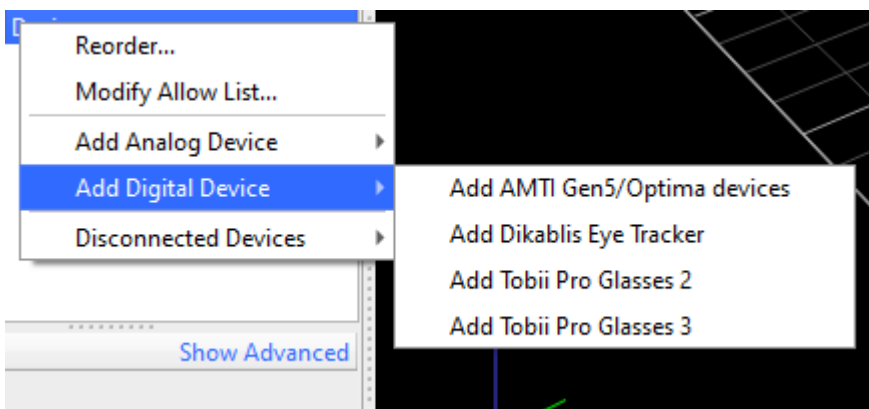 Reorder...
Modify Allow List...
Add Analog Device
Add Digital Device
Disconnected Devices
Add AMTI Gen5/Optima devices
Add Dikablis Eye Tracker
Add Tobii Pro Glasses 2
Add Tobii Pro Glasses 3
Show Advanced